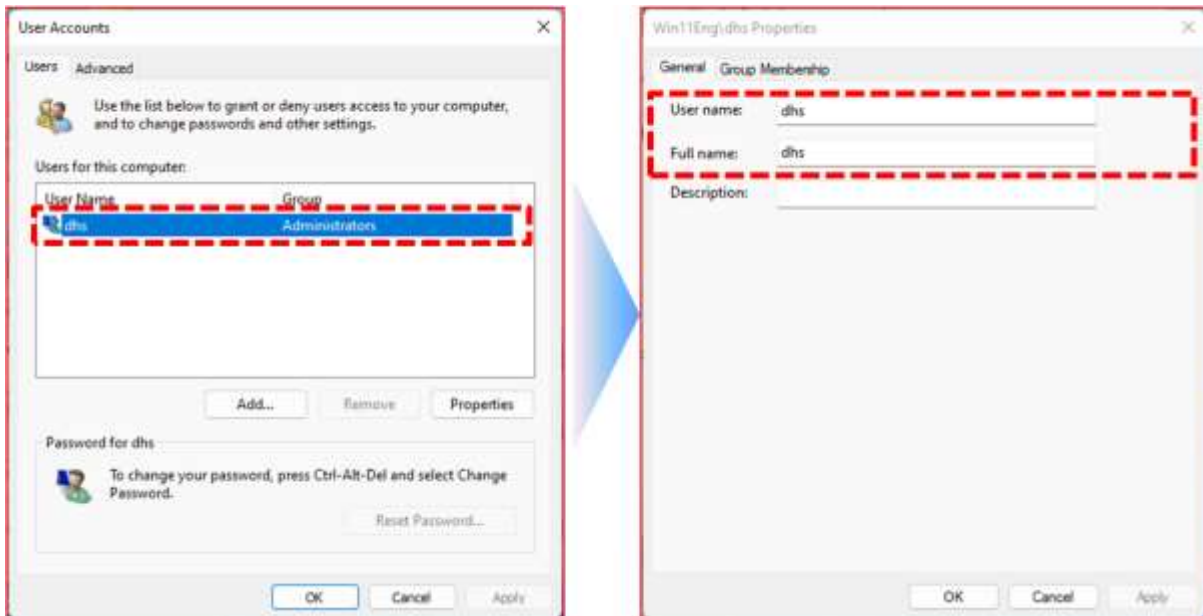 User Accounts
Users Advanced
Use the list below to grant or deny users access to your computer,
and to change passwords and other settings.
Users for this computer:
User Name Group
dhs Administrators
Add... Remove Properties
Password for dhs
To change your password, press Ctrl-Alt-Del and select Change
Password.
Reset Password...
OK Cancel Apply
Win11Eng\dhs Properties
General Group Membership
User name: dhs
Full name: dhs
Description:
OK Cancel Apply